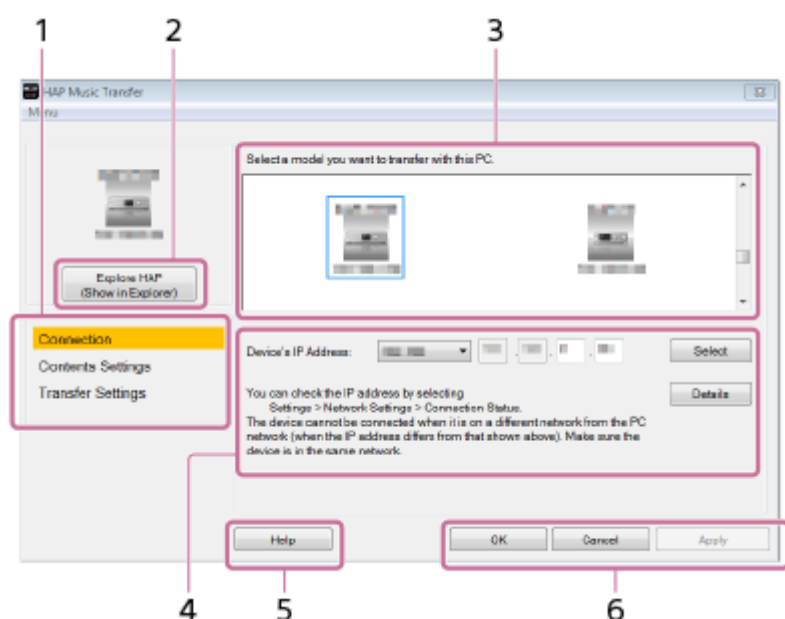 1 2 3
HAP Music Transfer
Menu
Select a model you want to transfer with this PC.
Explore HAP
(Show in Explorer)
Connection
Contents Settings
Transfer Settings
Device's IP Address:
Select
You can check the IP address by selecting
Settings > Network Settings > Connection Status.
Details
The device cannot be connected when it is on a different network from the PC
network (when the IP address differs from that shown above). Make sure the
device is in the same network.
Help
OK Cancel Apply
4 5 6